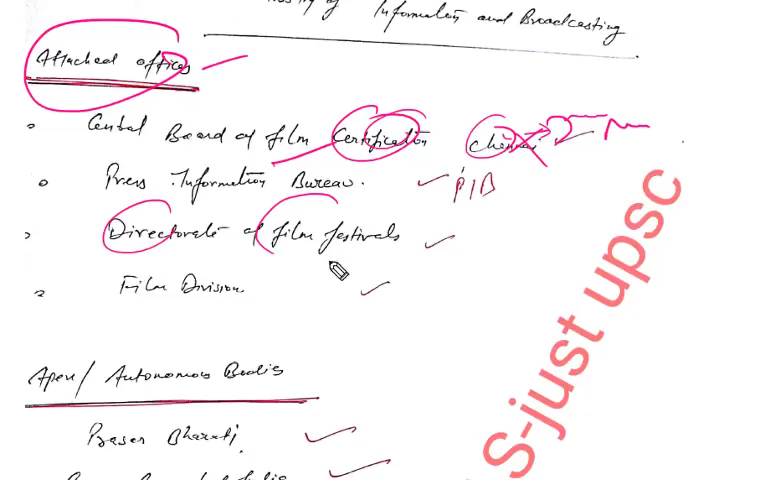 of Information and Broadcasting
Attached offices
Central Board of film Certification Chennai
Press Information Bureau. PIB
Directorate of film festivals
Film Division
Apex/ Autonomous Bodies
Prasar Bharati
S-just upsc